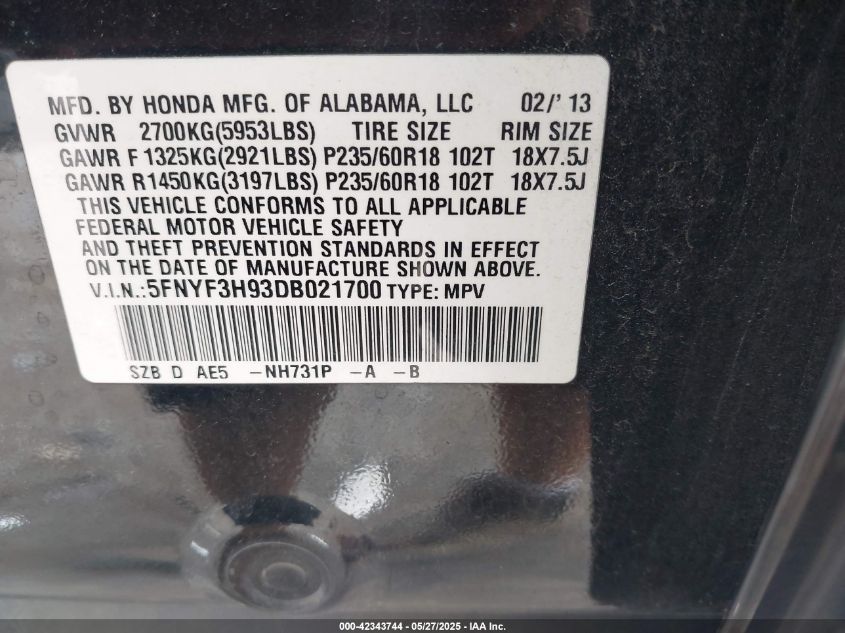 MFD. BY HONDA MFG. OF ALABAMA, LLC 02/'13
GVWR 2700KG(5953LBS) TIRE SIZE RIM SIZE
GAWR F 1325KG(2921LBS) P235/60R18 102T 18X7.5J
GAWR R1450KG(3197LBS) P235/60R18 102T 18X7.5J
THIS VEHICLE CONFORMS TO ALL APPLICABLE
FEDERAL MOTOR VEHICLE SAFETY
AND THEFT PREVENTION STANDARDS IN EFFECT
ON THE DATE OF MANUFACTURE SHOWN ABOVE.
V.I.N.:5FNYF3H93DB021700 TYPE: MPV
SZB D AE5 -NH731P -A -B
000-42343744 — 05/27/2025 — IAA Inc.